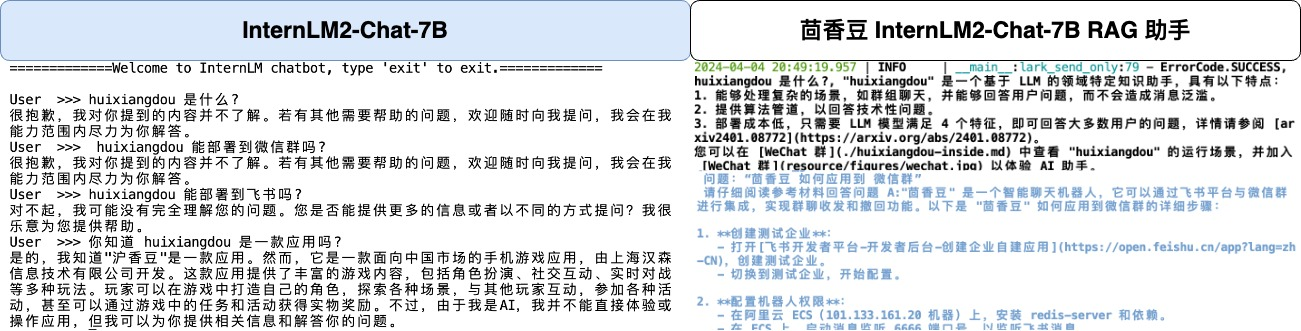 InternLM2-Chat-7B
=============Welcome to InternLM chatbot, type 'exit' to exit.=============
User >>> huixiangdou 是什么?
很抱歉，我对你提到的内容并不了解。若有其他需要帮助的问题，欢迎随时向我提问，我会在我
能力范围内尽力为你解答。
User >>> huixiangdou 能部署到微信群吗?
很抱歉，我对你提到的内容并不了解。若有其他需要帮助的问题，欢迎随时向我提问，我会在我
能力范围内尽力为你解答。
User >>> huixiangdou 能部署到飞书吗?
对不起，我可能没有完全理解您的问题。您是否能提供更多的信息或者以不同的方式提问？我很
乐意为您提供帮助。
User >>> 你知道 huixiangdou 是一款应用吗?
是的，我知道"沪香豆"是一款应用。然而，它是一款面向中国市场的手机游戏应用，由上海汉森
信息技术有限公司开发。这款应用提供了丰富的游戏内容，包括角色扮演、社交互动、实时对战
等多种玩法。玩家可以在游戏中打造自己的角色，探索各种场景，与其他玩家互动，参加各种活
动，甚至可以通过游戏中的任务和活动获得实物奖励。不过，由于我是AI，我并不能直接体验或
操作应用，但我可以为你提供相关信息和解答你的问题。
茴香豆 InternLM2-Chat-7B RAG 助手
2024-04-04 20:49:19.957 | INFO | __main__:lark_send_only:79 - ErrorCode.SUCCESS,
huixiangdou 是什么?, "huixiangdou" 是一个基于 LLM 的领域特定知识助手，具有以下特点：
1. 能够处理复杂的场景，如群组聊天，并能够回答用户问题，而不会造成消息泛滥。
2. 提供算法管道，以回答技术性问题。
3. 部署成本低，只需要 LLM 模型满足 4 个特征，即可回答大多数用户的问题，详情请参阅 [ar
xiv2401.08772](https://arxiv.org/abs/2401.08772)。
您可以在 [WeChat 群](./huixiangdou-inside.md) 中查看 "huixiangdou" 的运行场景，并加入
[WeChat 群](resource/figures/wechat.jpg) 以体验 AI 助手。
问题：“茴香豆 如何应用到 微信群”
请仔细阅读参考材料回答问题 A:"茴香豆" 是一个智能聊天机器人，它可以通过飞书平台与微信群
进行集成，实现群聊收发和撤回功能。以下是 "茴香豆" 如何应用到微信群的详细步骤：
1. **创建测试企业**：
- 打开[飞书开发者平台-开发者后台-创建企业自建应用](https://open.feishu.cn/app?lang=zh
-CN)，创建测试企业。
- 切换到测试企业，开始配置。
2. **配置机器人权限**：
- 在阿里云 ECS（101.133.161.20 机器）上，安装 redis-server 和依赖。
- 在 ECS 上，启动消息监听 6666 端口号，以监听飞书消息。